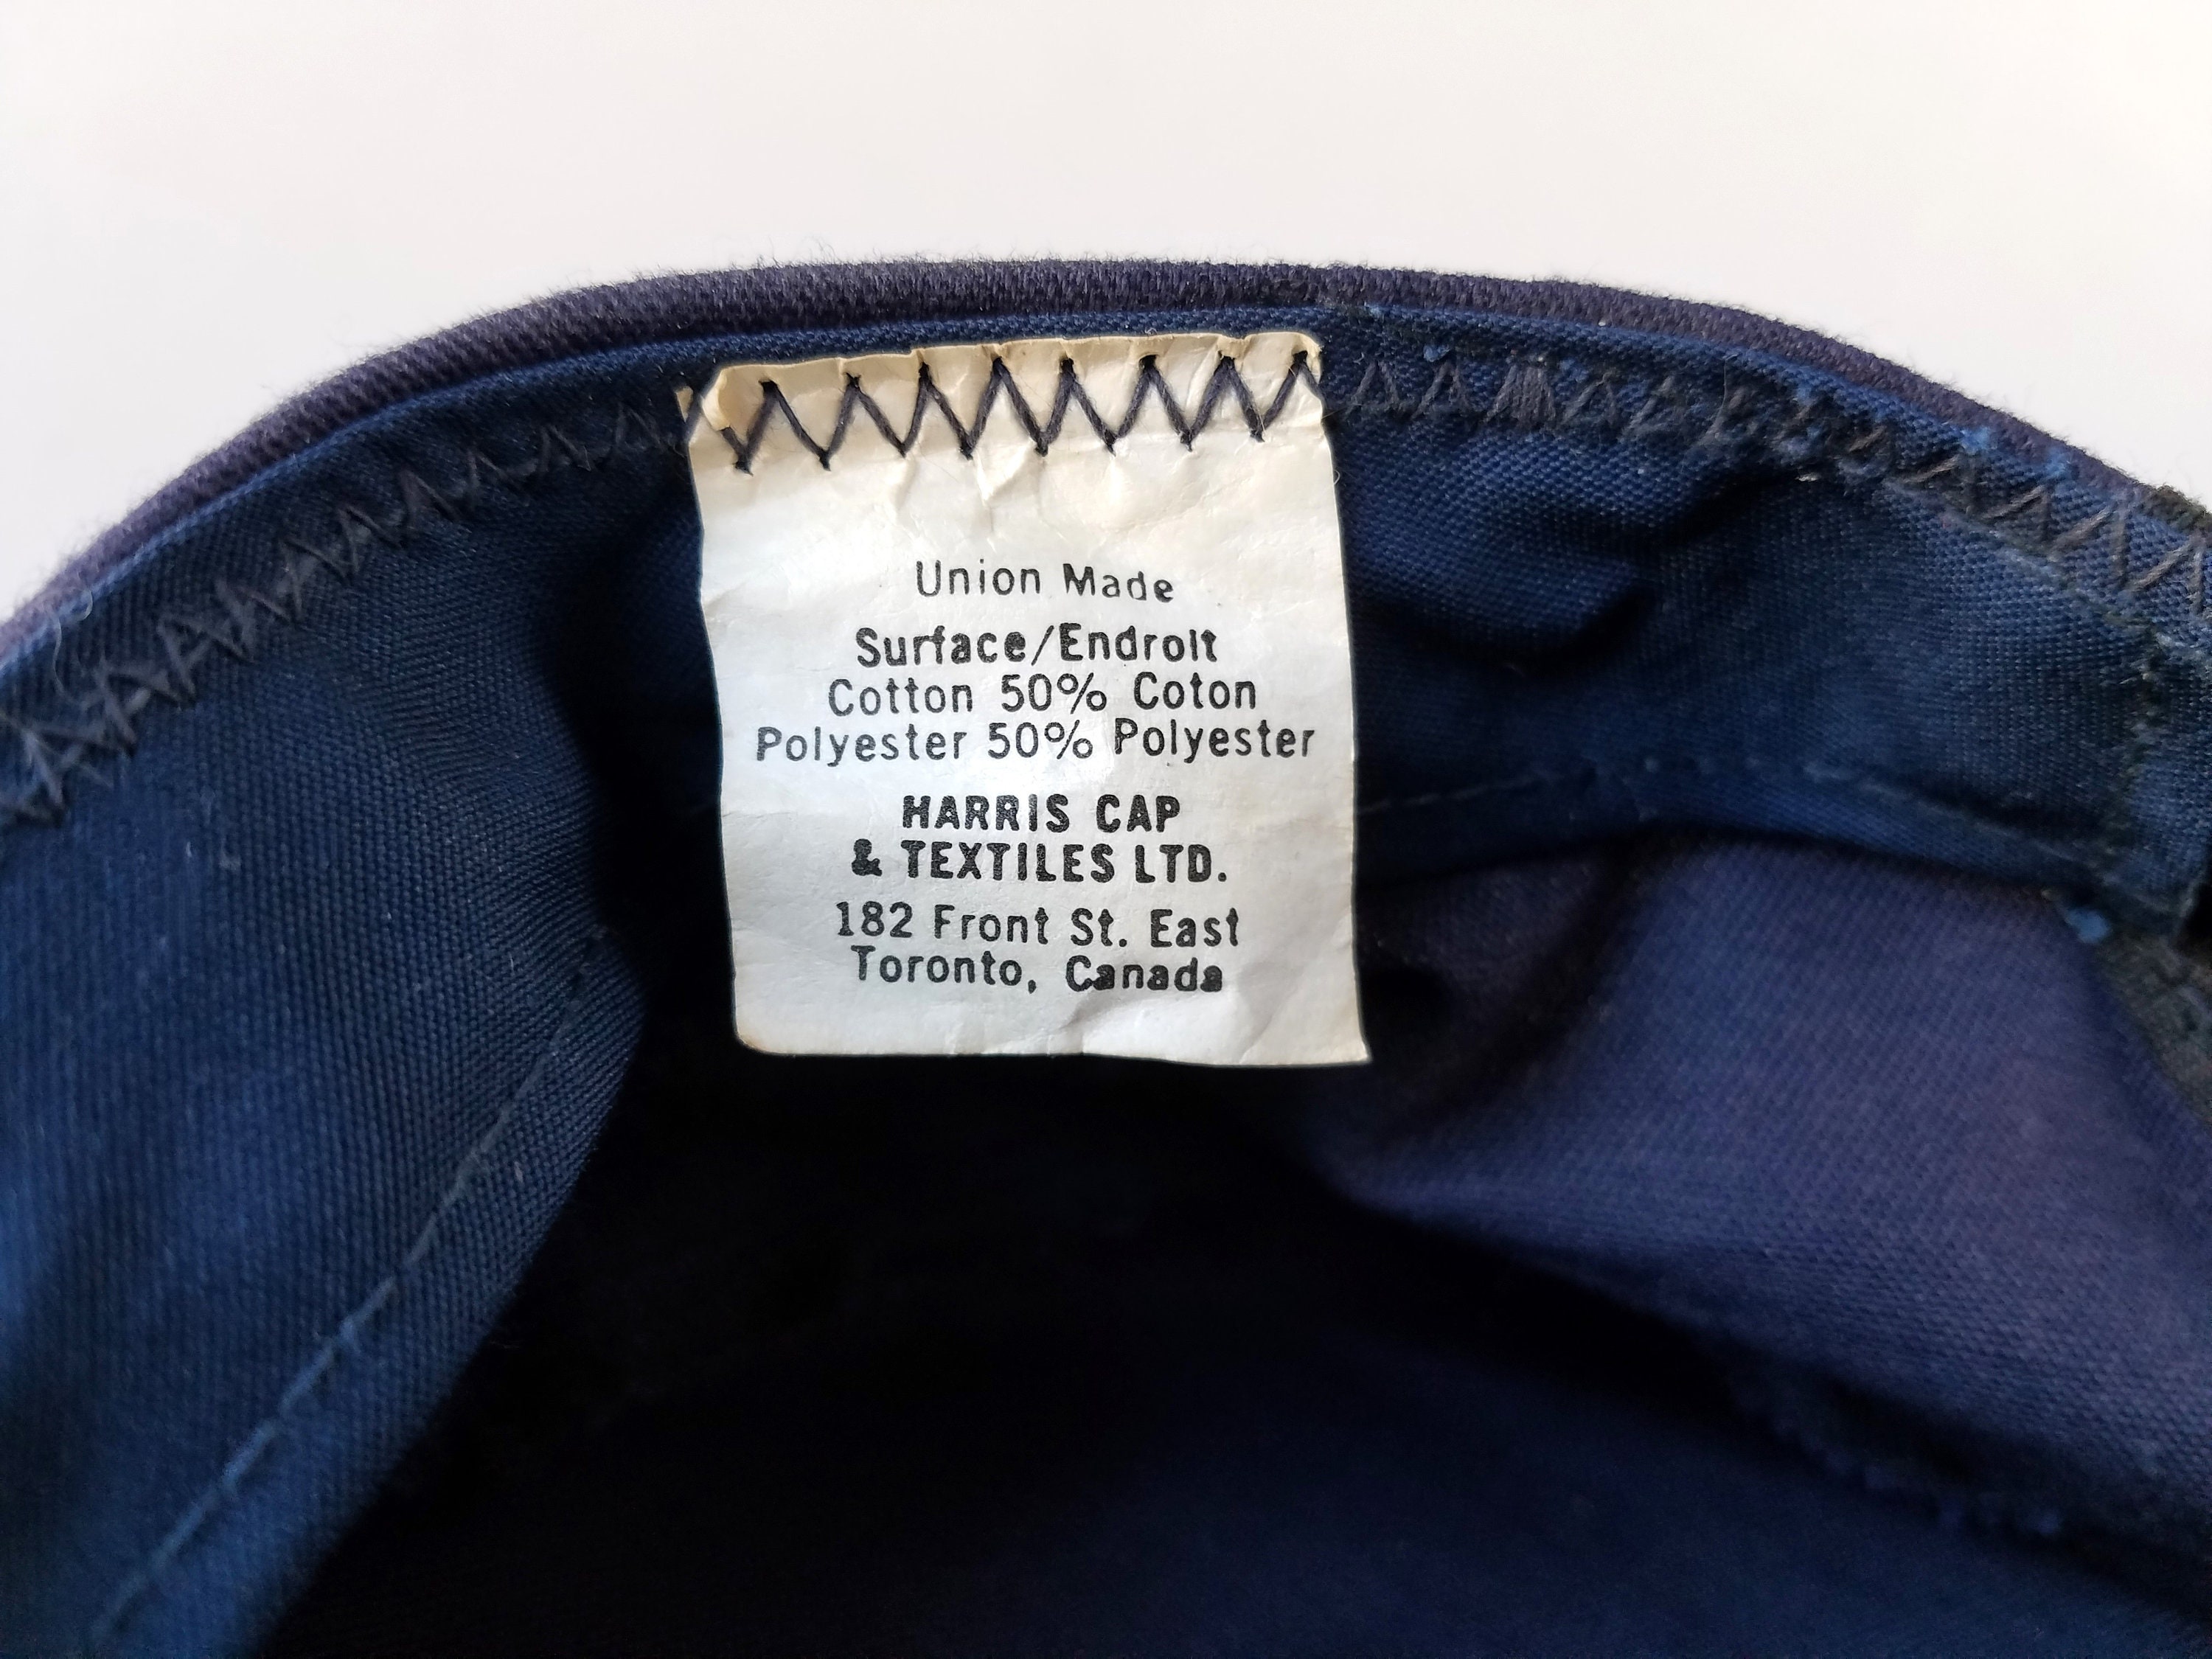 Union Made
Surface/Endroit
Cotton 50% Coton
Polyester 50% Polyester
HARRIS CAP
& TEXTILES LTD.
182 Front St. East
Toronto, Canada